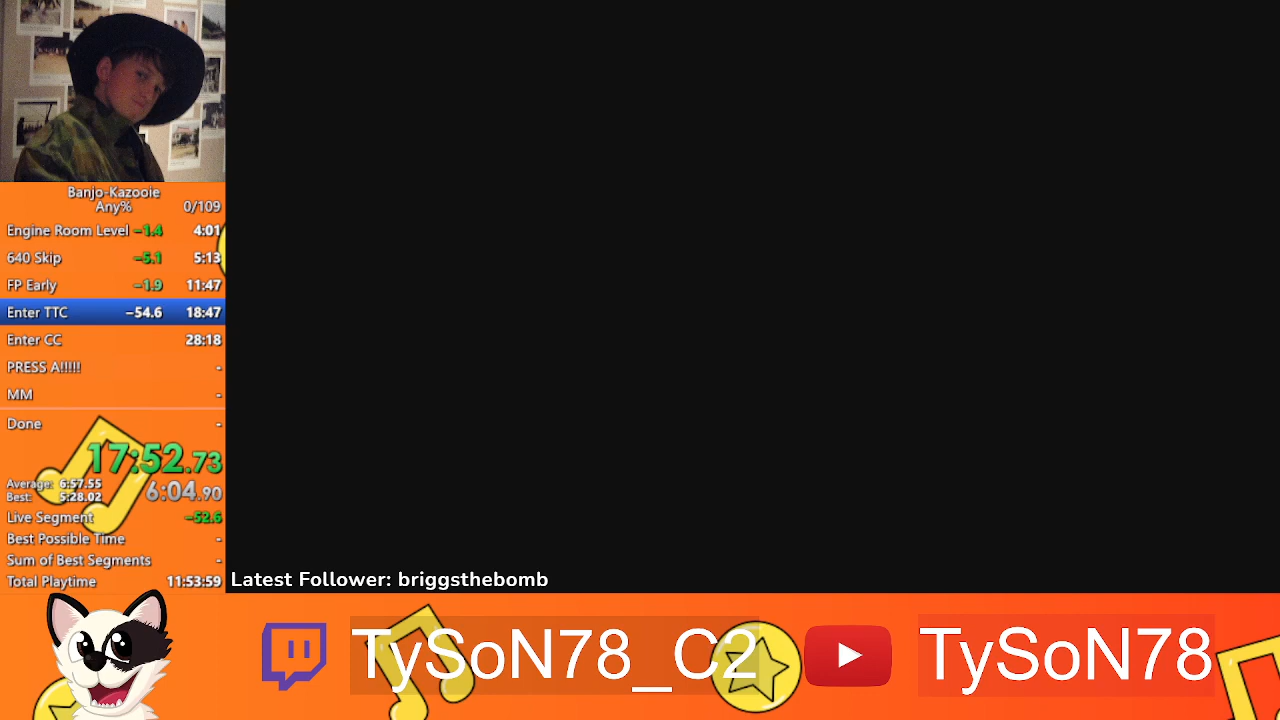 Banjo-Kazooie
Any% 0/109
Engine Room Level −1.4 4:01
640 Skip −5.1 5:13
FP Early −1.9 11:47
Enter TTC −54.6 18:47
Enter CC 28:18
PRESS A!!!!! -
MM -
Done -
17:52.73
Average: 6:57.55
Best: 5:28.02
6:04.90
Live Segment −52.6
Best Possible Time -
Sum of Best Segments -
Total Playtime 11:53:59
Latest Follower: briggsthebomb
TySoN78_C2 TySoN78